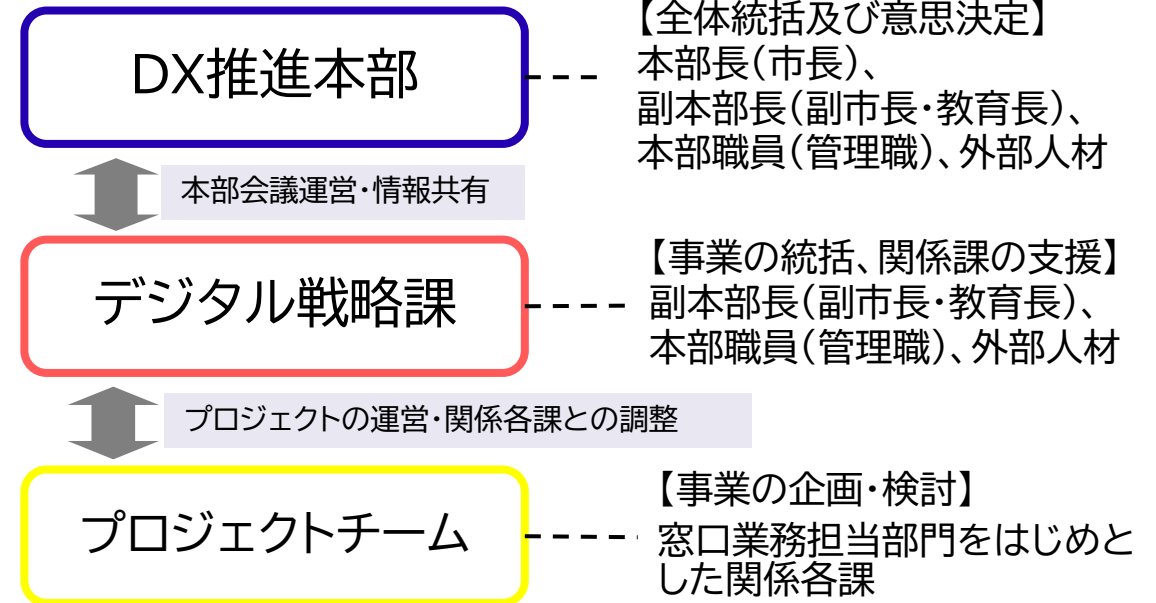 DX推進本部
【全体統括及び意思決定】
本部長(市長)、
副本部長(副市長・教育長)、
本部職員(管理職)、外部人材
本部会議運営・情報共有
デジタル戦略課
【事業の統括、関係課の支援】
副本部長(副市長・教育長)、
本部職員(管理職)、外部人材
プロジェクトの運営・関係各課との調整
プロジェクトチーム
【事業の企画・検討】
窓口業務担当部門をはじめと
した関係各課